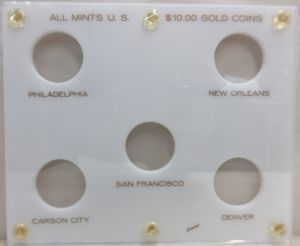 ALL MINTS U.S. $10.00 GOLD COINS
PHILADELPHIA
NEW ORLEANS
SAN FRANCISCO
CARSON CITY
DENVER